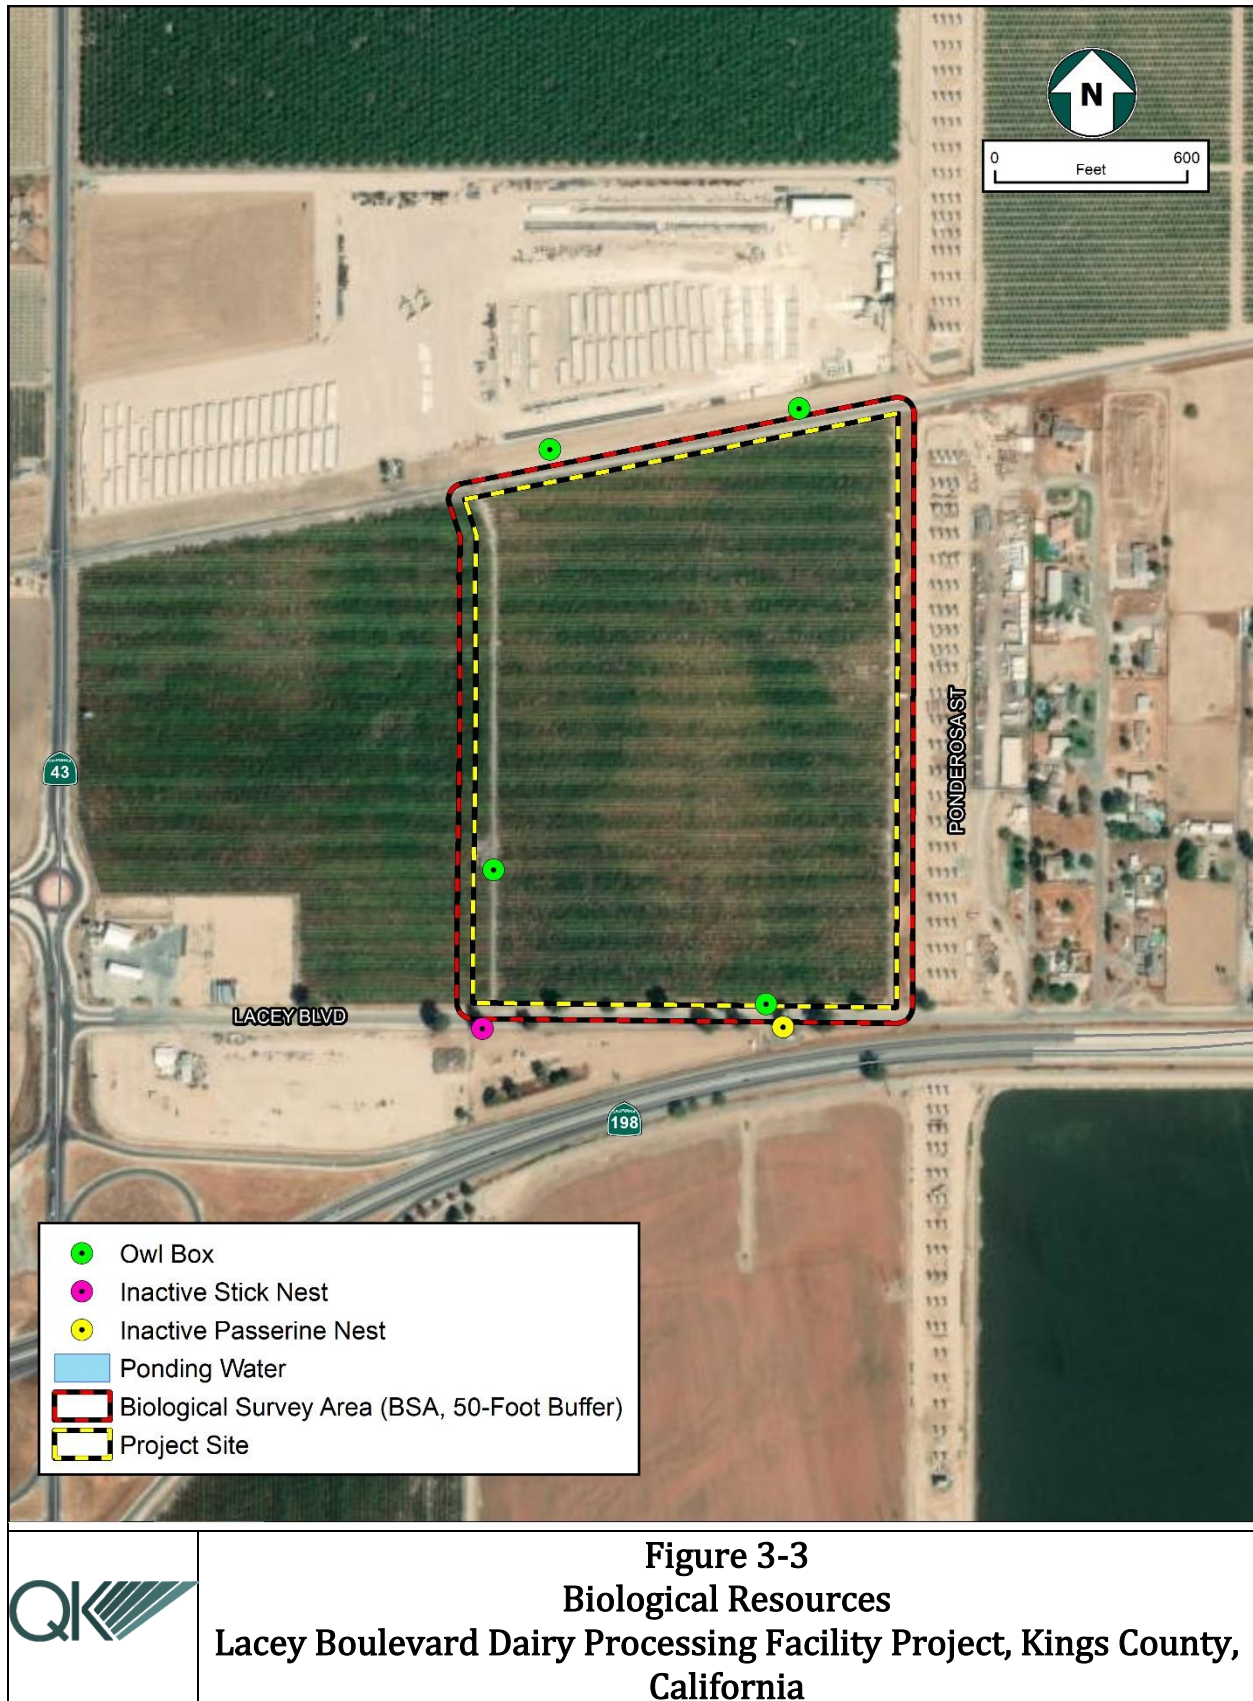 N
0 600
Feet
43
PONDEROSA ST
LACEY BLVD
CALIFORNIA
198
Owl Box
Inactive Stick Nest
Inactive Passerine Nest
Ponding Water
Biological Survey Area (BSA, 50-Foot Buffer)
Project Site
QK
Figure 3-3
Biological Resources
Lacey Boulevard Dairy Processing Facility Project, Kings County,
California